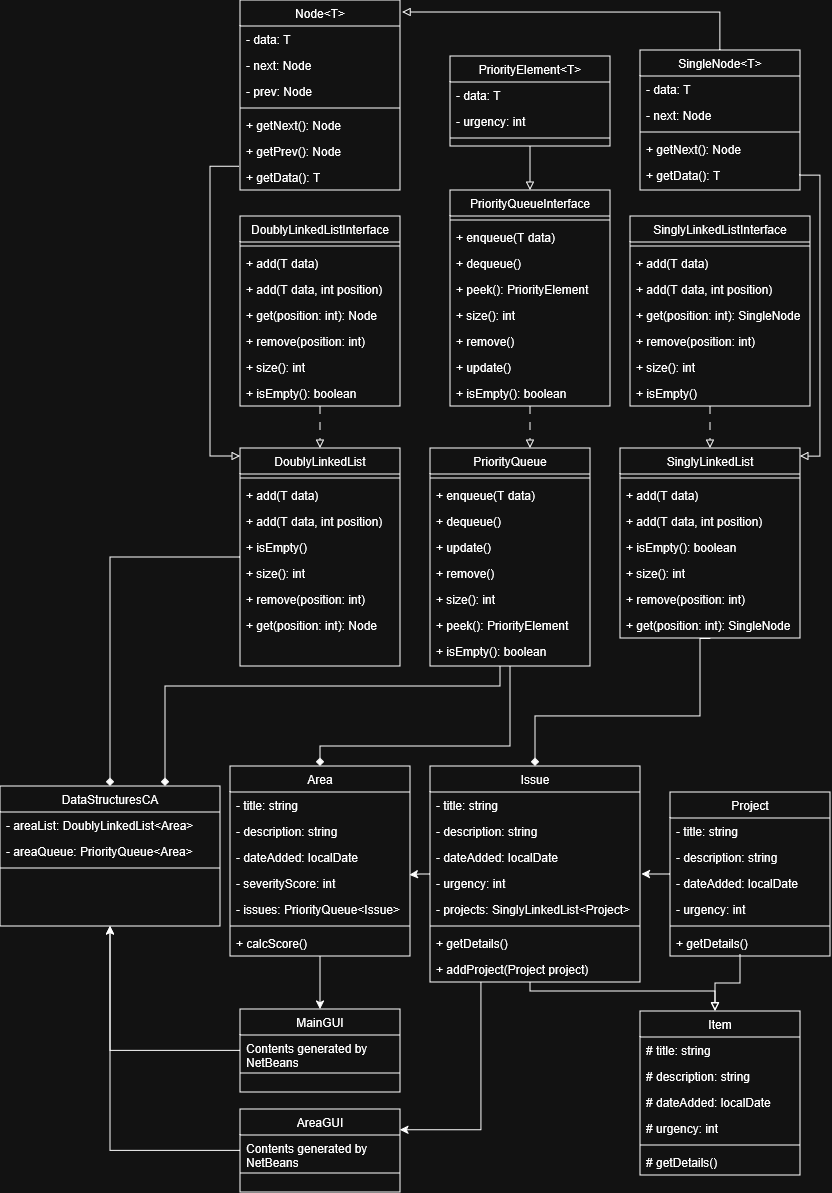 Node<T>
- data: T
- next: Node
- prev: Node
+ getNext(): Node
+ getPrev(): Node
+ getData(): T
PriorityElement<T>
- data: T
- urgency: int
SingleNode<T>
- data: T
- next: Node
+ getNext(): Node
+ getData(): T
DoublyLinkedListInterface
+ add(T data)
+ add(T data, int position)
+ get(position: int): Node
+ remove(position: int)
+ size(): int
+ isEmpty(): boolean
PriorityQueueInterface
+ enqueue(T data)
+ dequeue()
+ peek(): PriorityElement
+ size(): int
+ remove()
+ update()
+ isEmpty(): boolean
SinglyLinkedListInterface
+ add(T data)
+ add(T data, int position)
+ get(position: int): SingleNode
+ remove(position: int)
+ size(): int
+ isEmpty()
DoublyLinkedList
+ add(T data)
+ add(T data, int position)
+ isEmpty()
+ size(): int
+ remove(position: int)
+ get(position: int): Node
PriorityQueue
+ enqueue(T data)
+ dequeue()
+ update()
+ remove()
+ size(): int
+ peek(): PriorityElement
+ isEmpty(): boolean
SinglyLinkedList
+ add(T data)
+ add(T data, int position)
+ isEmpty(): boolean
+ size(): int
+ remove(position: int)
+ get(position: int): SingleNode
DataStructuresCA
- areaList: DoublyLinkedList<Area>
- areaQueue: PriorityQueue<Area>
Area
- title: string
- description: string
- dateAdded: localDate
- severityScore: int
- issues: PriorityQueue<Issue>
+ calcScore()
Issue
- title: string
- description: string
- dateAdded: localDate
- urgency: int
- projects: SinglyLinkedList<Project>
+ getDetails()
+ addProject(Project project)
Project
- title: string
- description: string
- dateAdded: localDate
- urgency: int
+ getDetails()
MainGUI
Contents generated by
NetBeans
AreaGUI
Contents generated by
NetBeans
Item
# title: string
# description: string
# dateAdded: localDate
# urgency: int
# getDetails()